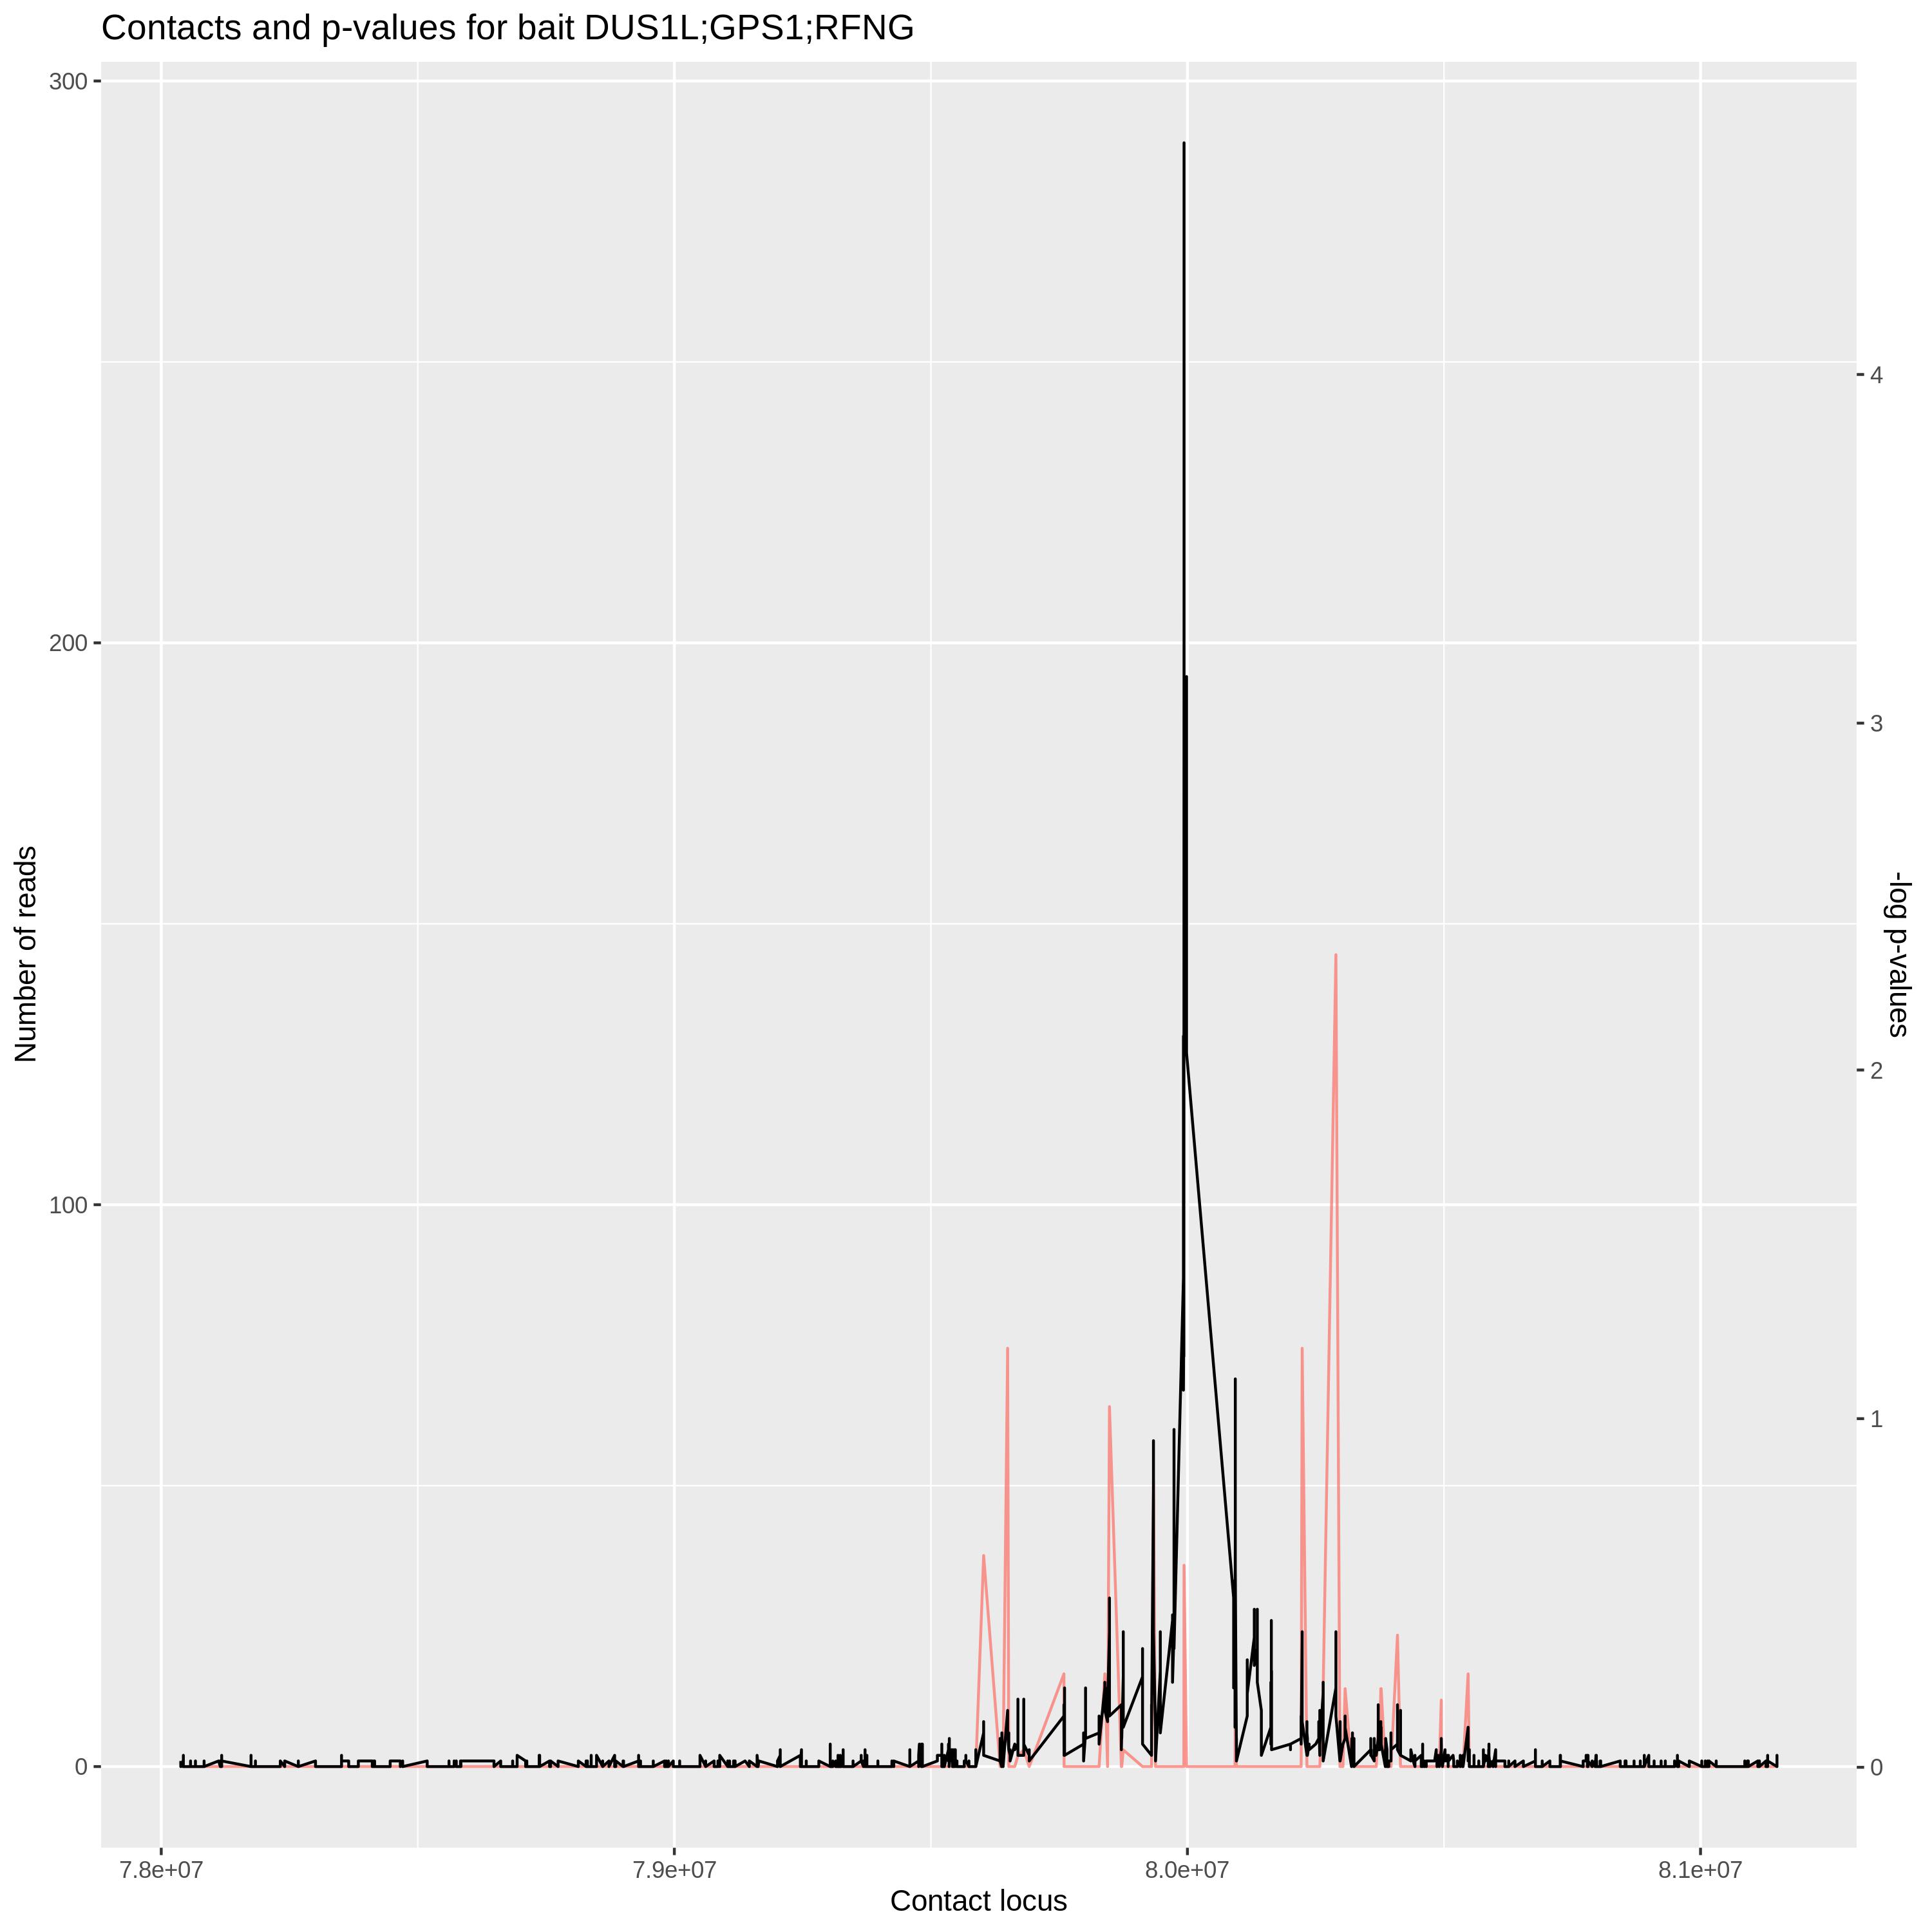 Contacts and p-values for bait DUS1L;GPS1;RFNG
300
200
100
0
Number of reads
4
3
2
1
0
-log p-values
7.8e+07
7.9e+07
8.0e+07
8.1e+07
Contact locus